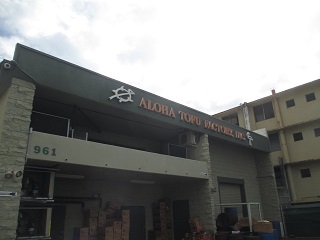 ALOHA TOFU FACTORY, INC.
961